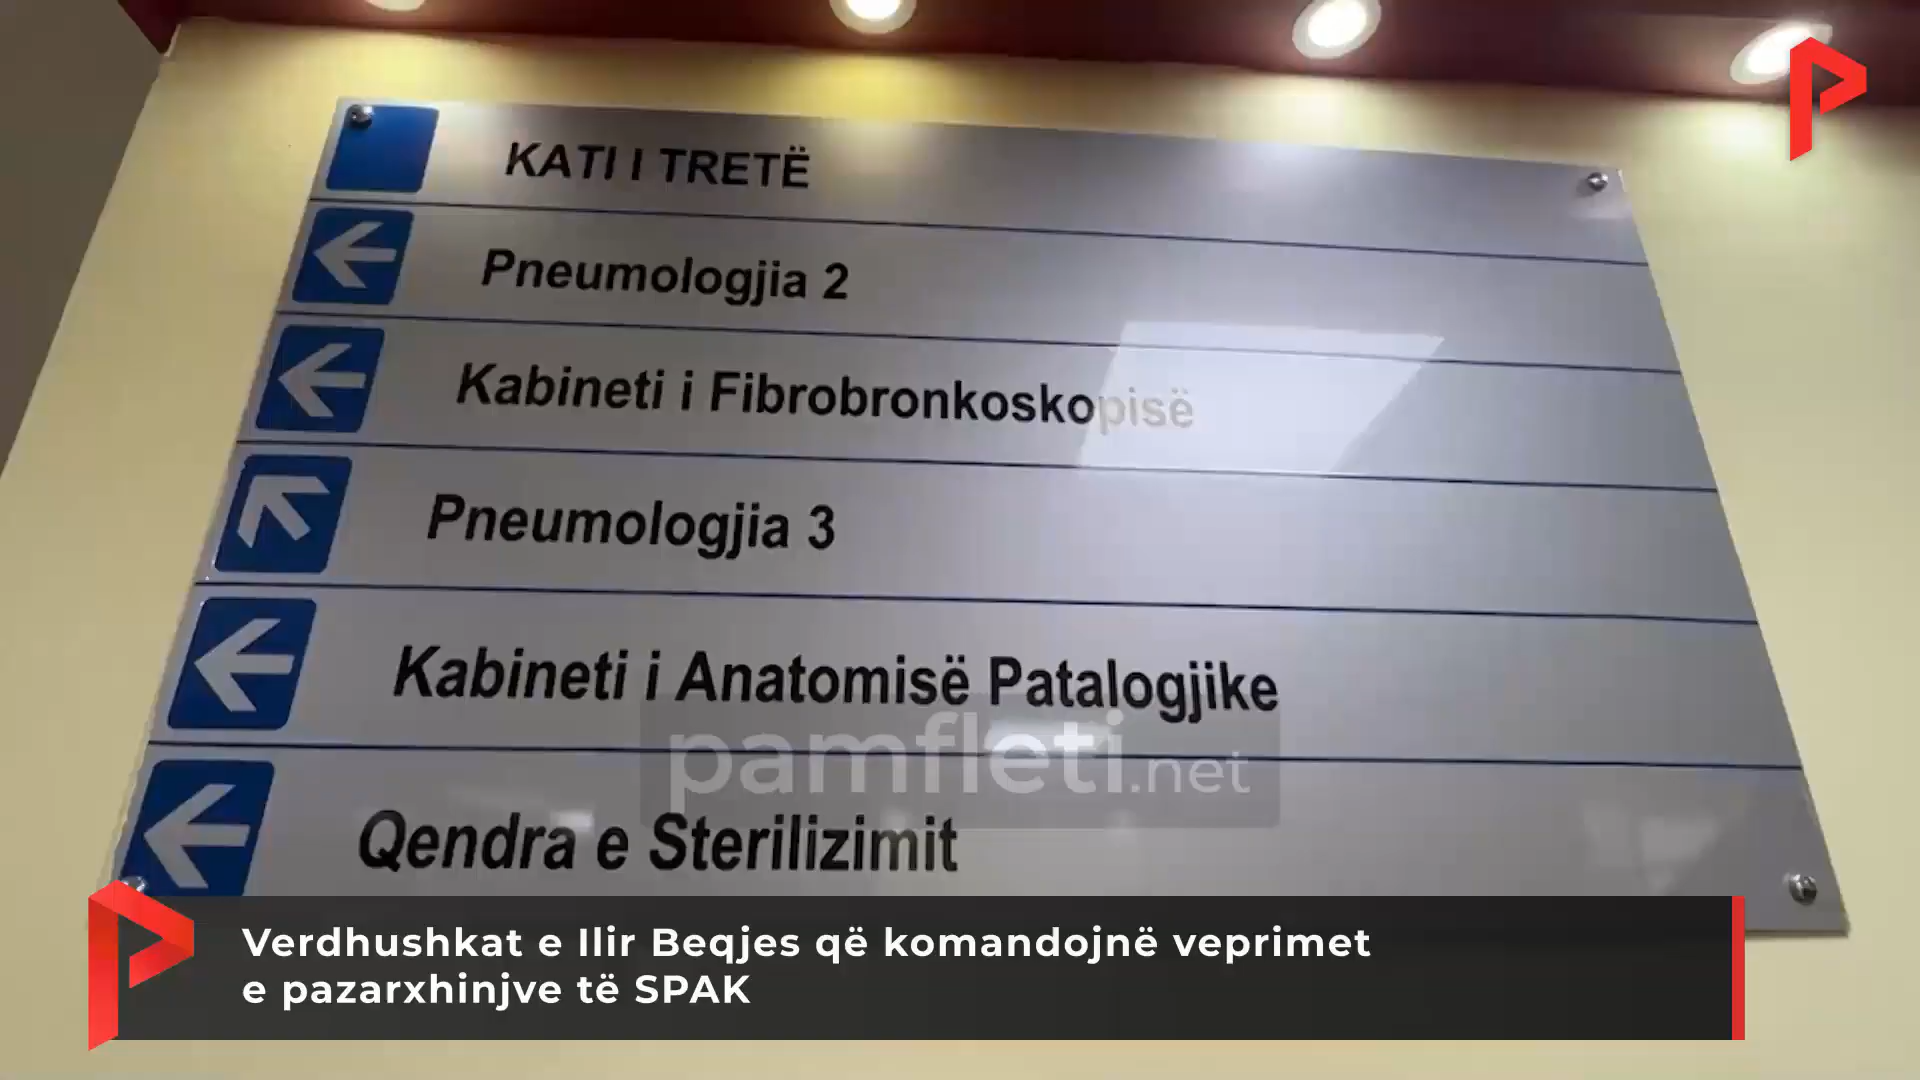 KATI I TRETË
Pneumologjia 2
Kabineti i Fibrobronkoskopisë
Pneumologjia 3
Kabineti i Anatomisë Patalogjike
pamfleti.net
Qendra e Sterilizimit
Verdhushkat e Ilir Beqjes që komandojnë veprimet
e pazarxhinjve të SPAK